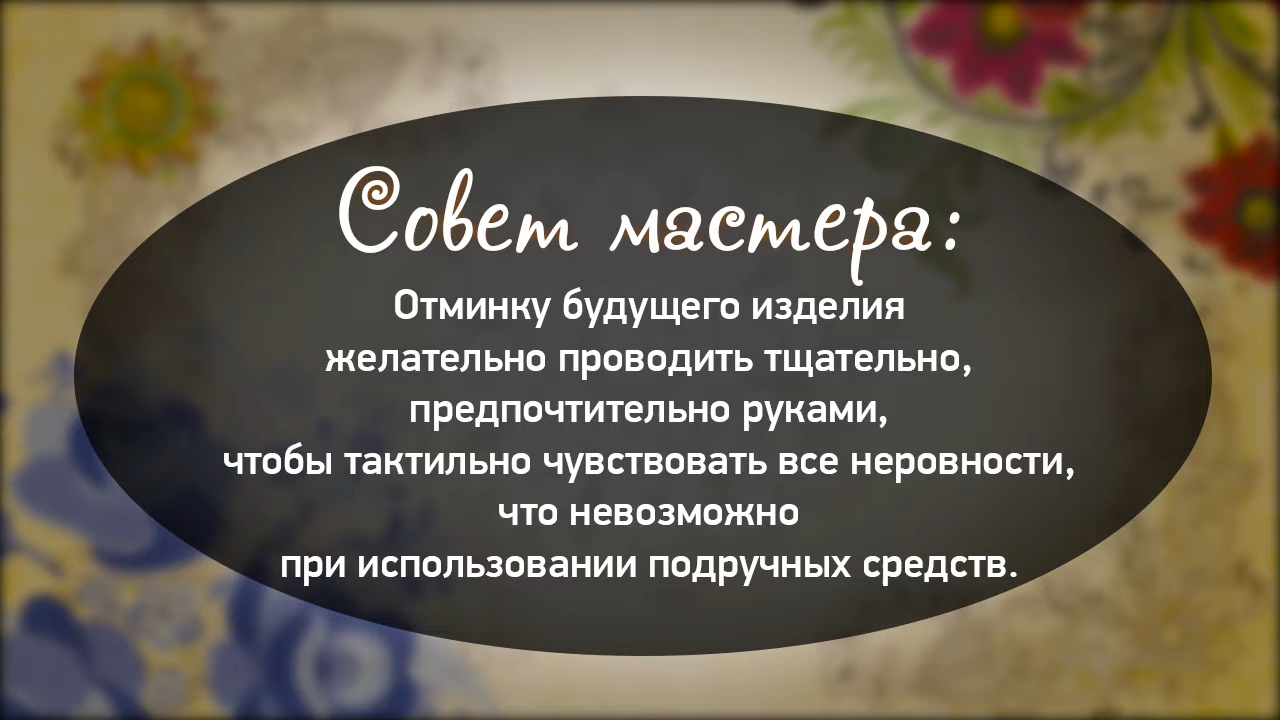 Совет мастера:
Отминку будущего изделия
желательно проводить тщательно,
предпочтительно руками,
чтобы тактильно чувствовать все неровности,
что невозможно
при использовании подручных средств.